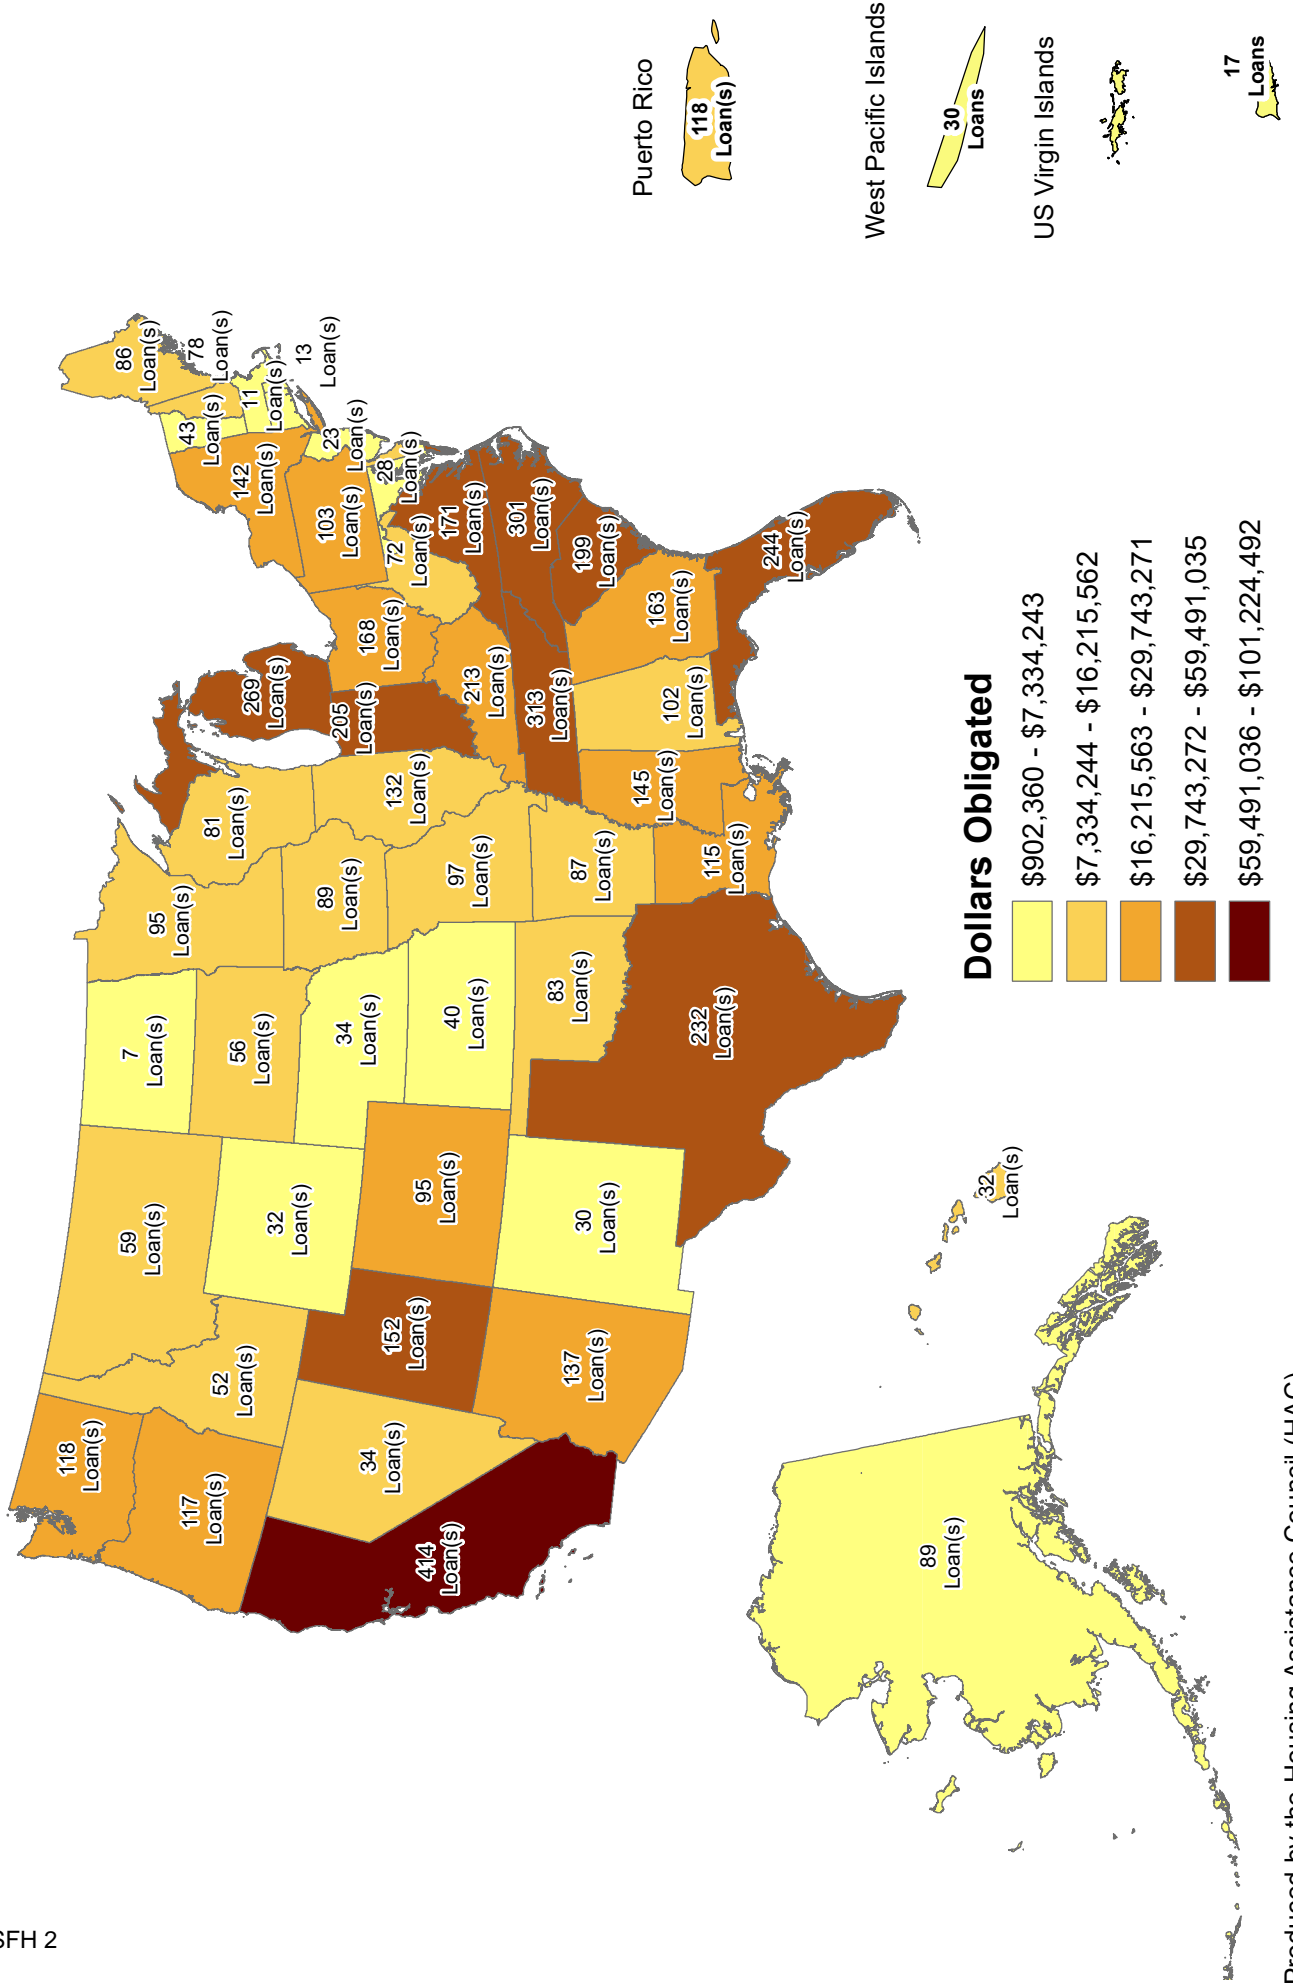 SFH 2
118
Loan(s)
117
Loan(s)
414
Loan(s)
34
Loan(s)
52
Loan(s)
59
Loan(s)
32
Loan(s)
152
Loan(s)
137
Loan(s)
95
Loan(s)
30
Loan(s)
7
Loan(s)
56
Loan(s)
34
Loan(s)
40
Loan(s)
83
Loan(s)
232
Loan(s)
95
Loan(s)
89
Loan(s)
97
Loan(s)
87
Loan(s)
115
Loan(s)
81
Loan(s)
132
Loan(s)
145
Loan(s)
269
Loan(s)
205
Loan(s)
168
Loan(s)
213
Loan(s)
313
Loan(s)
102
Loan(s)
163
Loan(s)
244
Loan(s)
199
Loan(s)
301
Loan(s)
171
Loan(s)
72
Loan(s)
103
Loan(s)
142
Loan(s)
28
Loan(s)
23
Loan(s)
43
Loan(s)
11
Loan(s)
13
Loan(s)
78
Loan(s)
86
Loan(s)
89
Loan(s)
32
Loan(s)
Dollars Obligated
$902,360 - $7,334,243
$7,334,244 - $16,215,562
$16,215,563 - $29,743,271
$29,743,272 - $59,491,035
$59,491,036 - $101,224,492
Puerto Rico
118
Loan(s)
West Pacific Islands
30
Loans
US Virgin Islands
17
Loans
Produced by the Housing Assistance Council (HAC)